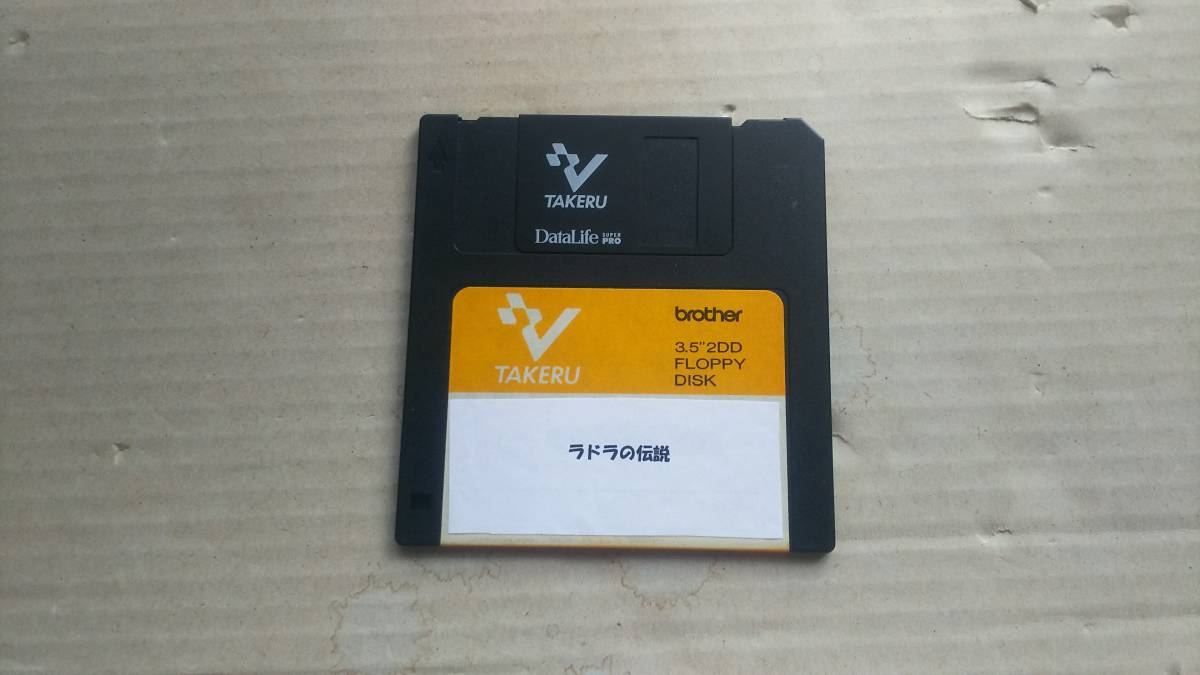 TAKERU
DataLife SUPER PRO
TAKERU
brother
3.5"2DD
FLOPPY
DISK
ラドラの伝説